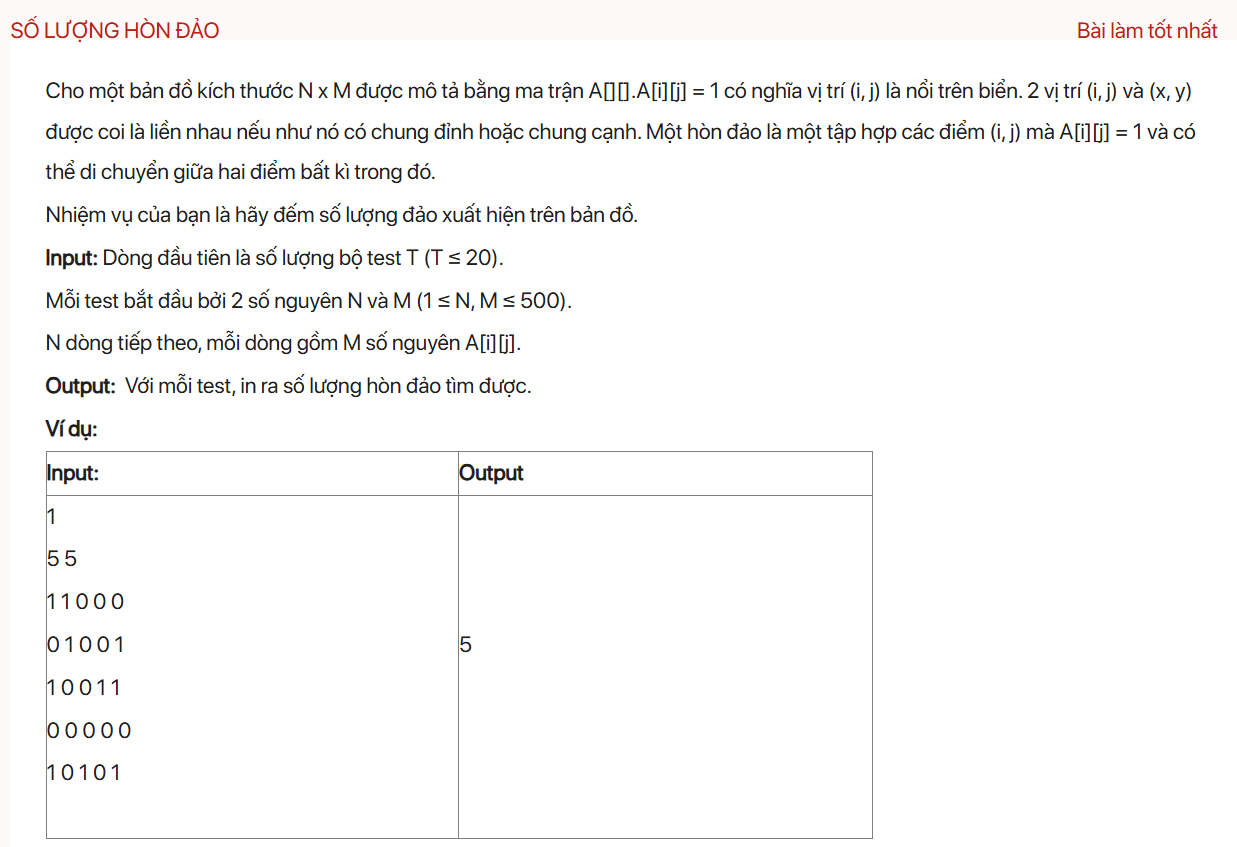 SỐ LƯỢNG HÒN ĐẢO
Bài làm tốt nhất
Cho một bản đồ kích thước N x M được mô tả bằng ma trận A[][].A[i][j] = 1 có nghĩa vị trí (i, j) là nổi trên biển. 2 vị trí (i, j) và (x, y)
được coi là liền nhau nếu như nó có chung đỉnh hoặc chung cạnh. Một hòn đảo là một tập hợp các điểm (i, j) mà A[i][j] = 1 và có
thể di chuyển giữa hai điểm bất kì trong đó.
Nhiệm vụ của bạn là hãy đếm số lượng đảo xuất hiện trên bản đồ.
Input: Dòng đầu tiên là số lượng bộ test T (T ≤ 20).
Mỗi test bắt đầu bởi 2 số nguyên N và M (1 ≤ N, M ≤ 500).
N dòng tiếp theo, mỗi dòng gồm M số nguyên A[i][j].
Output: Với mỗi test, in ra số lượng hòn đảo tìm được.
Ví dụ:
Input:
Output
1
5 5
1 1 0 0 0
0 1 0 0 1
1 0 0 1 1
0 0 0 0 0
1 0 1 0 1
5